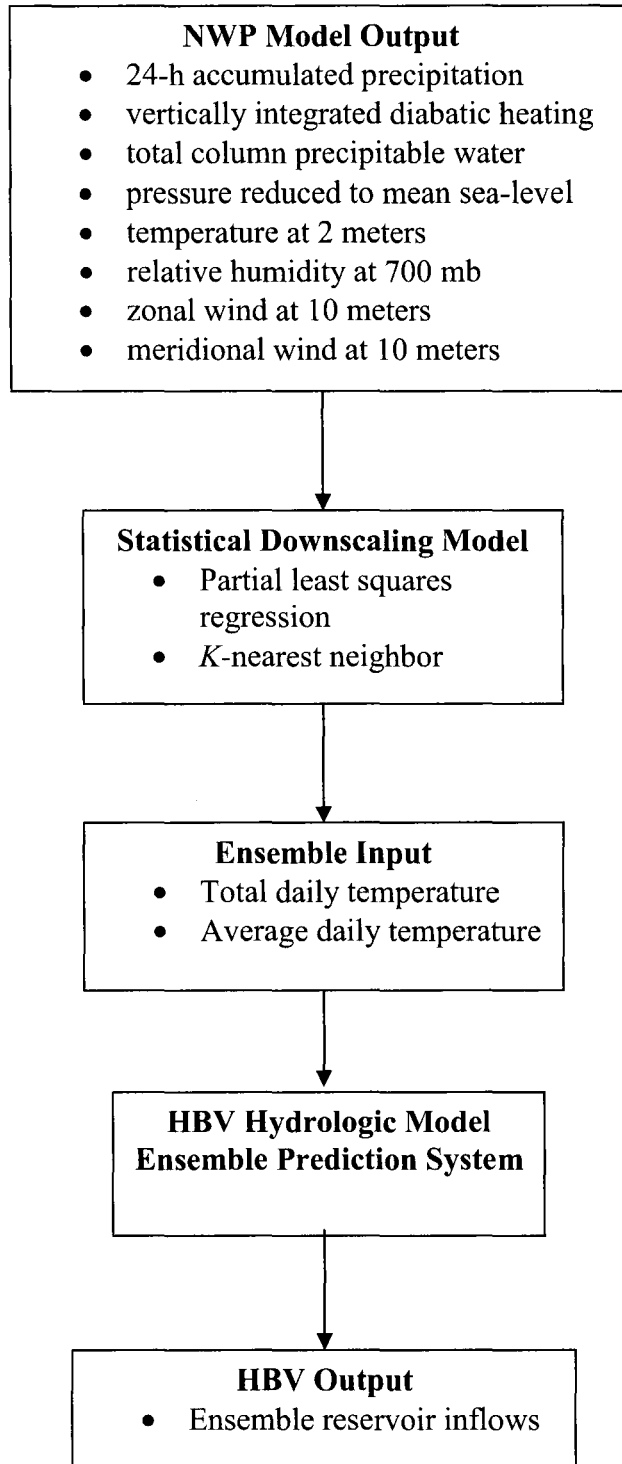 NWP Model Output
• 24-h accumulated precipitation
• vertically integrated diabatic heating
• total column precipitable water
• pressure reduced to mean sea-level
• temperature at 2 meters
• relative humidity at 700 mb
• zonal wind at 10 meters
• meridional wind at 10 meters
Statistical Downscaling Model
• Partial least squares
regression
• K-nearest neighbor
Ensemble Input
• Total daily temperature
• Average daily temperature
HBV Hydrologic Model
Ensemble Prediction System
HBV Output
• Ensemble reservoir inflows